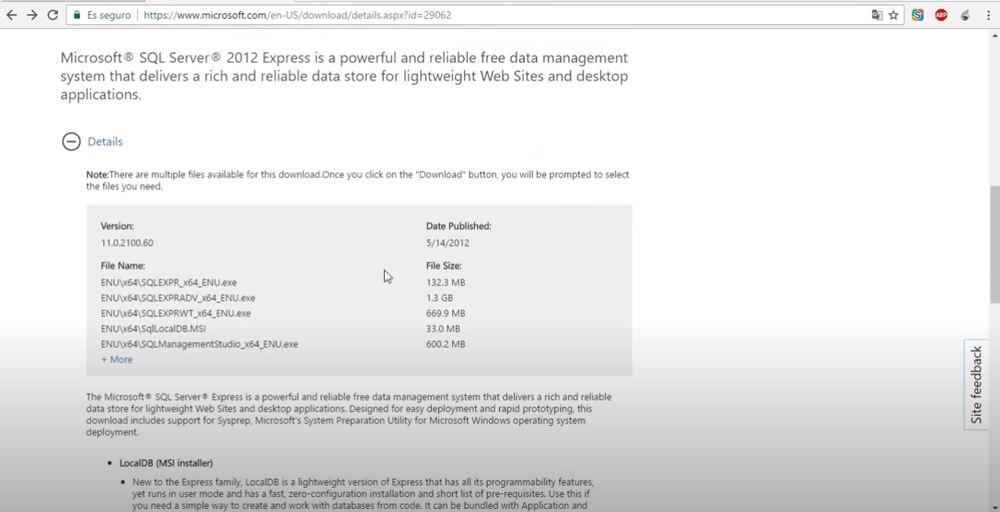 Es seguro
https://www.microsoft.com/en-US/download/details.aspx?id=29062
ABP
Microsoft® SQL Server® 2012 Express is a powerful and reliable free data management
system that delivers a rich and reliable data store for lightweight Web Sites and desktop
applications.
Details
Note:There are multiple files available for this download.Once you click on the "Download" button, you will be prompted to select
the files you need.
Version:
Date Published:
11.0.2100.60
5/14/2012
File Name:
File Size:
ENU\x64\SQLEXPR_x64_ENU.exe
132.3 MB
ENU\x64\SQLEXPRADV_x64_ENU.exe
1.3 GB
ENU\x64\SQLEXPRWT_x64_ENU.exe
669.9 MB
ENU\x64\SqlLocalDB.MSI
33.0 MB
ENU\x64\SQLManagementStudio_x64_ENU.exe
600.2 MB
+ More
Site feedback
The Microsoft® SQL Server® Express is a powerful and reliable free data management system that delivers a rich and reliable
data store for lightweight Web Sites and desktop applications. Designed for easy deployment and rapid prototyping, this
download includes support for Sysprep, Microsoft's System Preparation Utility for Microsoft Windows operating system
deployment.
• LocalDB (MSI installer)
• New to the Express family, LocalDB is a lightweight version of Express that has all its programmability features,
yet runs in user mode and has a fast, zero-configuration installation and short list of pre-requisites. Use this if
you need a simple way to create and work with databases from code. It can be bundled with Application and